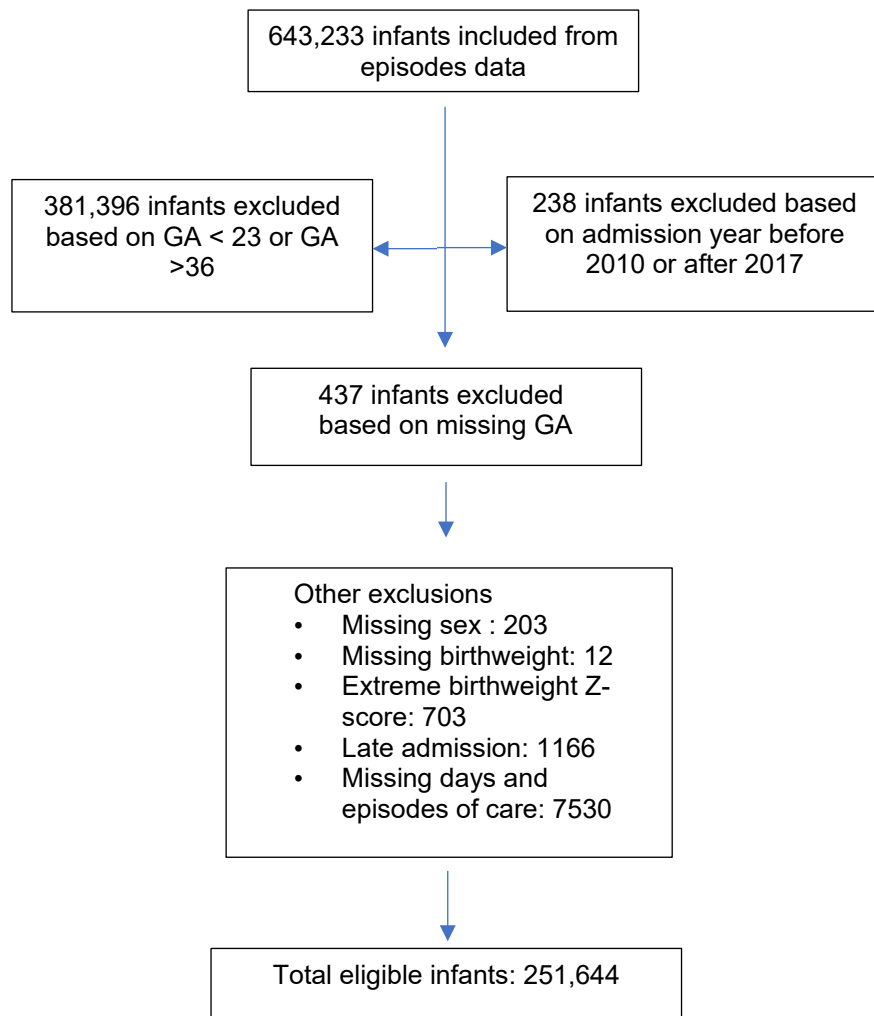 643,233 infants included from
episodes data
381,396 infants excluded
based on GA < 23 or GA
>36
238 infants excluded based
on admission year before
2010 or after 2017
437 infants excluded
based on missing GA
Other exclusions
• Missing sex : 203
• Missing birthweight: 12
• Extreme birthweight Z-
score: 703
• Late admission: 1166
• Missing days and
episodes of care: 7530
Total eligible infants: 251,644